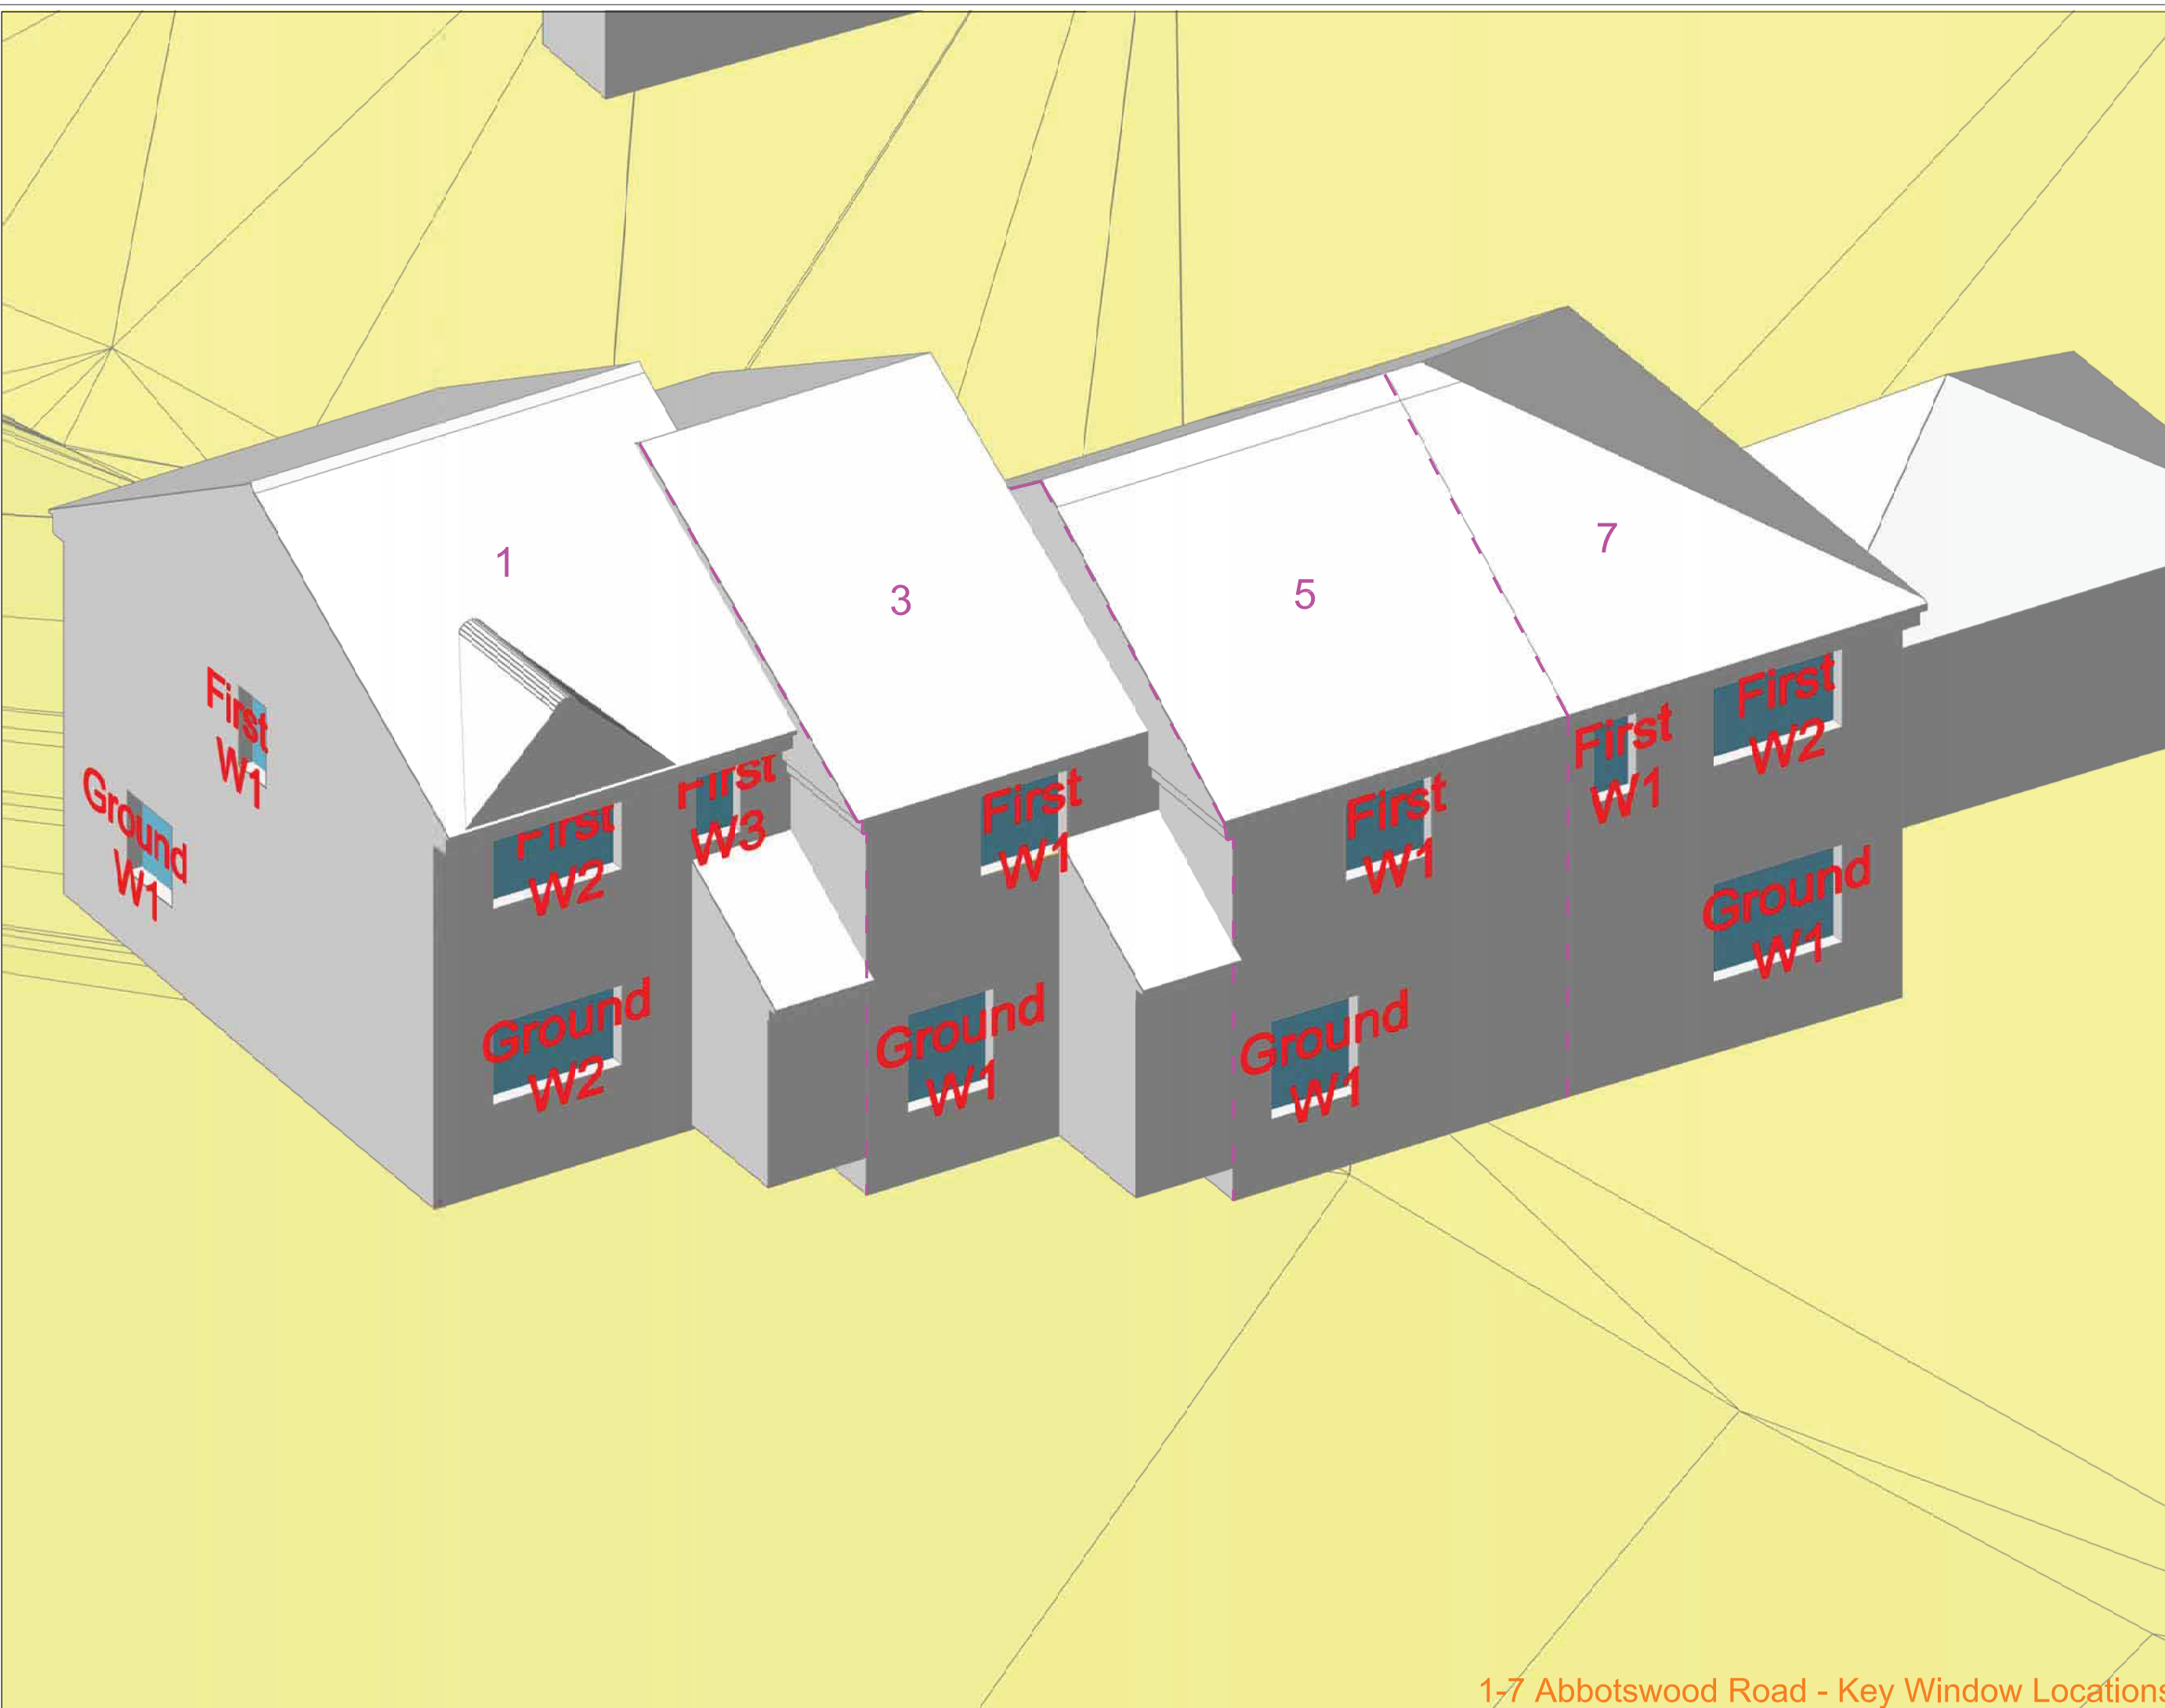 1
3
5
7
First
W1
Ground
W1
First
W2
First
W3
Ground
W2
First
W1
Ground
W1
First
W1
Ground
W1
First
W1
First
W2
Ground
W1
1-7 Abbotswood Road - Key Window Locations